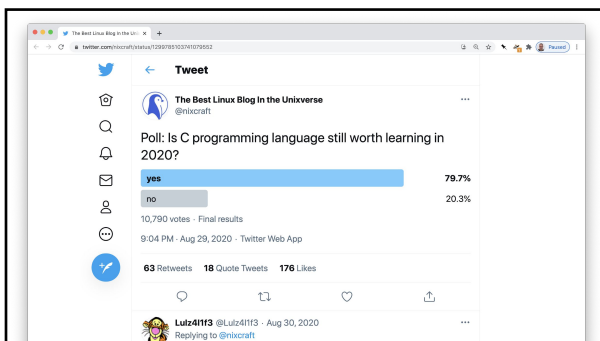 The Best Linux Blog In the Uni
twitter.com/nixcraft/status/1299785103741079552
Paused
Tweet
The Best Linux Blog In the Unixverse
@nixcraft
Poll: Is C programming language still worth learning in
2020?
yes 79.7%
no 20.3%
10,790 votes · Final results
9:04 PM · Aug 29, 2020 · Twitter Web App
63 Retweets 18 Quote Tweets 176 Likes
Lulz4l1f3 @Lulz4l1f3 · Aug 30, 2020
Replying to @nixcraft